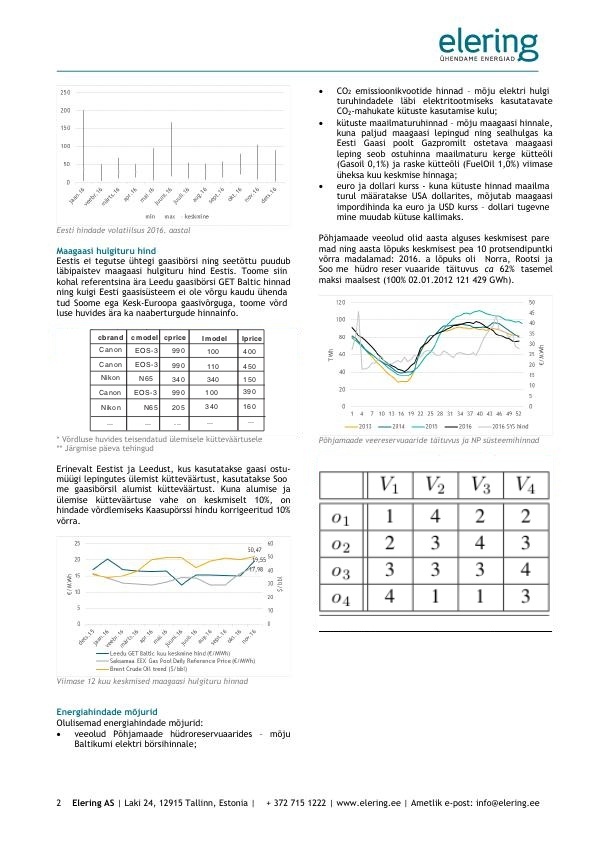 elering
ÜHENDAME ENERGIAD
250
200
150
100
50
0
jaan.16 veebr.16 märts.16 apr.16 mai.16 juuni.16 juuli.16 aug.16 sept.16 okt.16 nov.16 dets.16
min max keskmine
Eesti hindade volatiilsus 2016. aastal
Maagaasi hulgituru hind
Eestis ei tegutse ühtegi gaasibörsi ning seetõttu puudub
läbipaistev maagaasi hulgituru hind Eestis. Toome siin
kohal referentsina ära Leedu gaasibörsi GET Baltic hinnad
ning kuigi Eesti gaasisüsteem ei ole võrgu kaudu ühenda
tud Soome ega Kesk-Euroopa gaasivõrguga, toome võrd
luse huvides ära ka naaberturgude hinnainfo.
cbrand cmodel cprice lmodel lprice
Canon EOS-3 990 100 400
Canon EOS-3 990 110 450
Nikon N65 340 340 150
Canon EOS-3 990 100 390
Nikon N65 205 340 160
... ... ... ... ...
* Võrdluse huvides teisendatud ülemisele kütteväärtusele
** Järgmise päeva tehingud
Erinevalt Eestist ja Leedust, kus kasutatakse gaasi ostu-
müügi lepingutes ülemist kütteväärtust, kasutatakse Soo
me gaasibörsil alumist kütteväärtust. Kuna alumise ja
ülemise kütteväärtuse vahe on keskmiselt 10%, on
hindade võrdlemiseks Kaasupörssi hindu korrigeeritud 10%
võrra.
25
20
15
10
5
0
€/MWh
60
50
40
30
20
10
0
$/bbl
50,47
19,55
17,98
dets.15 jaan.16 veebr.16 märts.16 apr.16 mai.16 juuni.16 juuli.16 aug.16 sept.16 okt.16 nov.16
Leedu GET Baltic kuu keskmine hind (€/MWh)
Saksamaa EEX Gas Pool Daily Reference Price (€/MWh)
Brent Crude Oil trend ($/bbl)
Viimase 12 kuu keskmised maagaasi hulgituru hinnad
Energiahindade mõjurid
Olulisemad energiahindade mõjurid:
• veeolud Põhjamaade hüdroreservuaarides – mõju
Baltikumi elektri börsihinnale;
• CO₂ emissioonikvootide hinnad – mõju elektri hulgi
turuhindadele läbi elektritootmiseks kasutatavate
CO₂-mahukate kütuste kasutamise kulu;
• kütuste maailmaturuhinnad – mõju maagaasi hinnale,
kuna paljud maagaasi lepingud ning sealhulgas ka
Eesti Gaasi poolt Gazpromilt ostetava maagaasi
leping seob ostuhinna maailmaturu kerge kütteõli
(Gasoil 0,1%) ja raske kütteõli (FuelOil 1,0%) viimase
üheksa kuu keskmise hinnaga;
• euro ja dollari kurss - kuna kütuste hinnad maailma
turul määratakse USA dollarites, mõjutab maagaasi
impordihinda ka euro ja USD kurss – dollari tugevne
mine muudab kütuse kallimaks.
Põhjamaade veeolud olid aasta alguses keskmisest pare
mad ning aasta lõpuks keskmisest pea 10 protsendipuntki
võrra madalamad: 2016. a lõpuks oli Norra, Rootsi ja
Soo me hüdro reser vuaaride täituvus ca 62% tasemel
maksi maalsest (100% 02.01.2012 121 429 GWh).
120
100
80
60
40
20
0
TWh
50
45
40
35
30
25
20
15
10
5
0
€/MWh
1 4 7 10 13 16 19 22 25 28 31 34 37 40 43 46 49 52
2013 2014 2015 2016 2016 SYS hind
Põhjamaade veereservuaaride täituvus ja NP süsteemihinnad
V1 V2 V3 V4
o1 1 4 2 2
o2 2 3 4 3
o3 3 3 3 4
o4 4 1 1 3
2 Elering AS | Laki 24, 12915 Tallinn, Estonia | + 372 715 1222 | www.elering.ee | Ametlik e-post: info@elering.ee